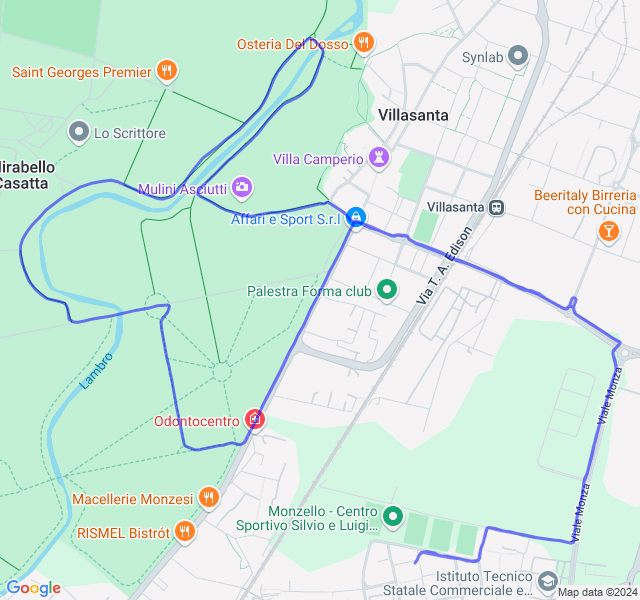 Osteria Del Dosso
Synlab
Saint Georges Premier
Villasanta
Lo Scrittore
Villa Camperio
Mirabello
Casatta
Mulini Asciutti
Villasanta
Beeritaly Birreria
con Cucina
Affari e Sport S.r.l
Via T. A. Edison
Palestra Forma club
Lambro
Viale Monza
Odontocentro
Macellerie Monzesi
Monzello - Centro
Sportivo Silvio e Luigi...
RISMEL Bistrót
Viale Monza
Istituto Tecnico
Statale Commerciale e...
Google
Map data ©2024